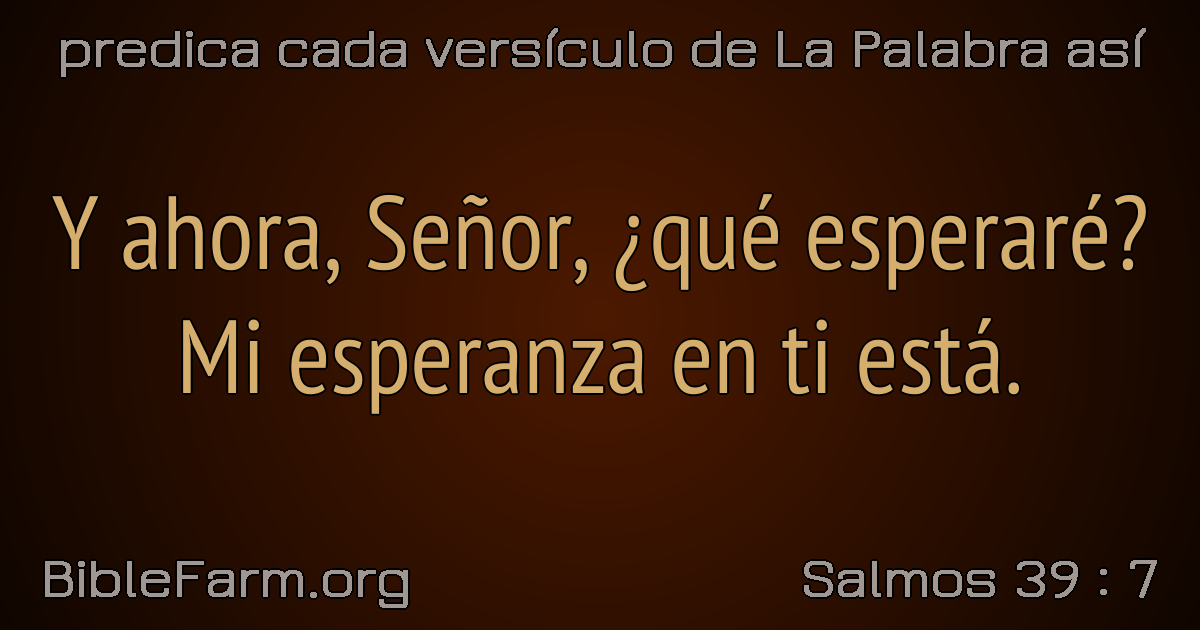 predica cada versículo de La Palabra así
Y ahora, Señor, ¿qué esperaré?
Mi esperanza en ti está.
BibleFarm.org
Salmos 39 : 7